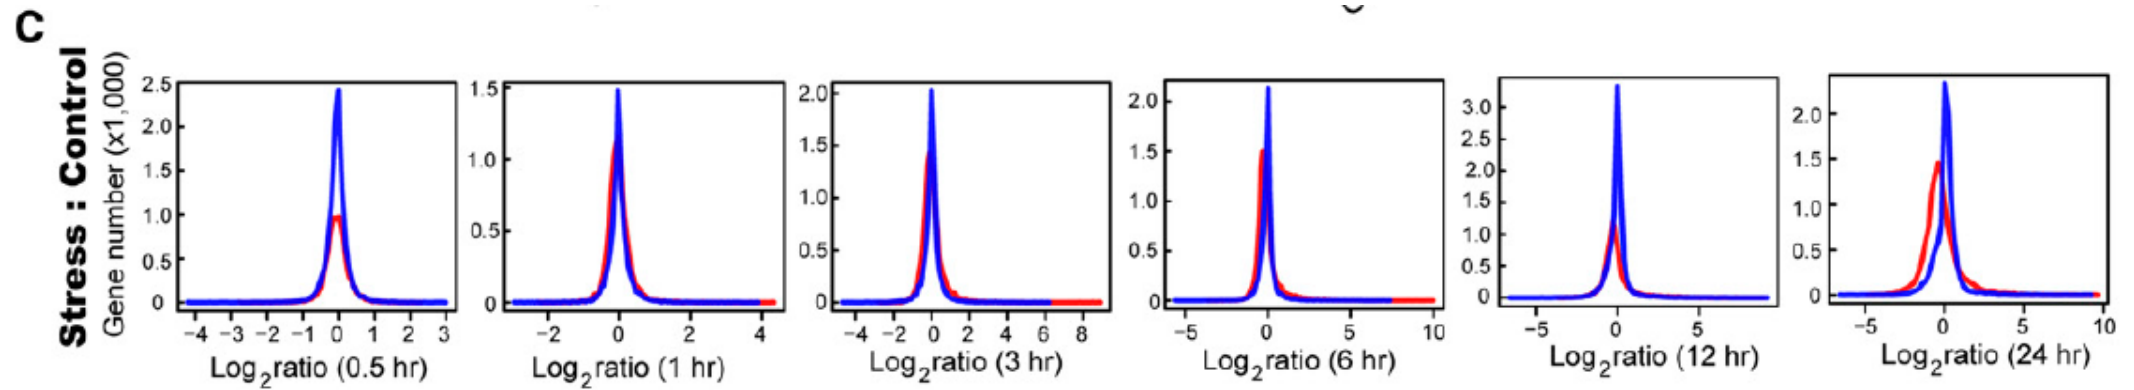 C
Stress : Control
Gene number (x1,000)
2.5
2.0
1.5
1.0
0.5
0
−4 −3 −2 −1 0 1 2 3
Log2ratio (0.5 hr)
1.5
1.0
0.5
0
−2 0 2 4
Log2ratio (1 hr)
2.0
1.5
1.0
0.5
0
−4 −2 0 2 4 6 8
Log2ratio (3 hr)
2.0
1.5
1.0
0.5
0
−5 0 5 10
Log2ratio (6 hr)
3.0
2.5
2.0
1.5
1.0
0.5
0
−5 0 5
Log2ratio (12 hr)
2.0
1.5
1.0
0.5
0
−5 0 5 10
Log2ratio (24 hr)